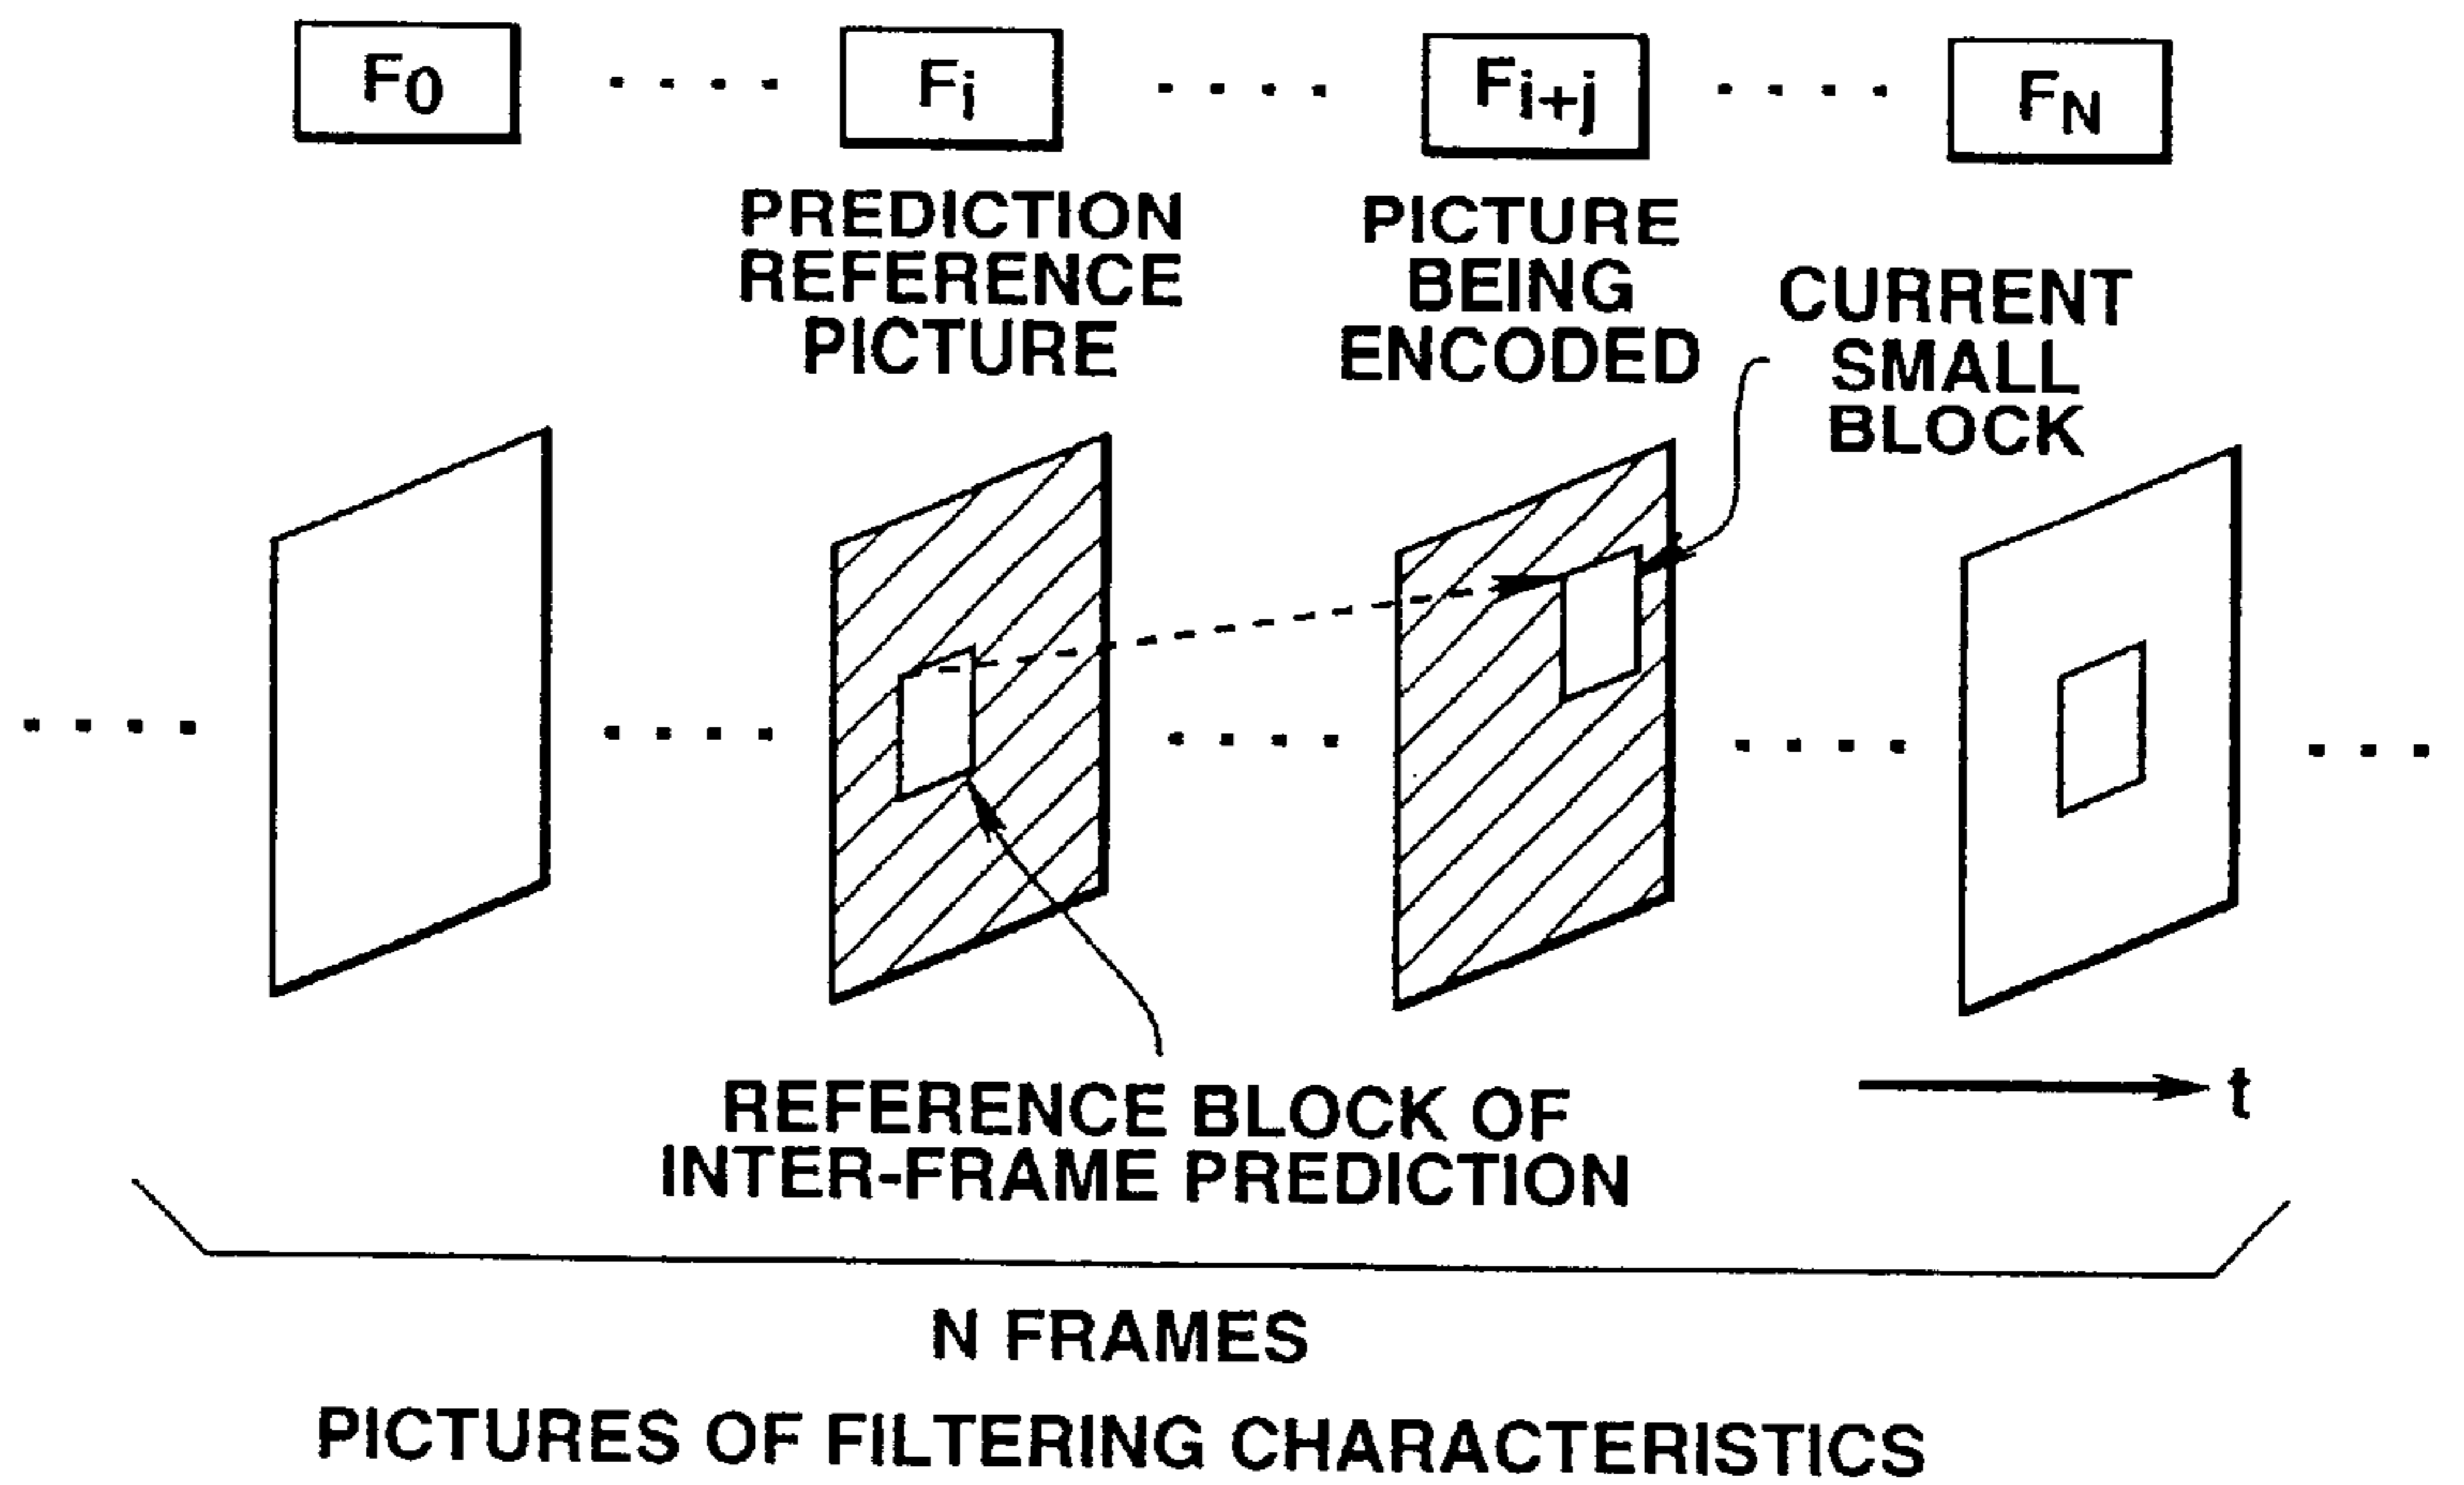 F0 .... Fi .... Fi+j .... FN
PREDICTION
REFERENCE
PICTURE
PICTURE
BEING
ENCODED
CURRENT
SMALL
BLOCK
REFERENCE BLOCK OF
INTER-FRAME PREDICTION
t
N FRAMES
PICTURES OF FILTERING CHARACTERISTICS